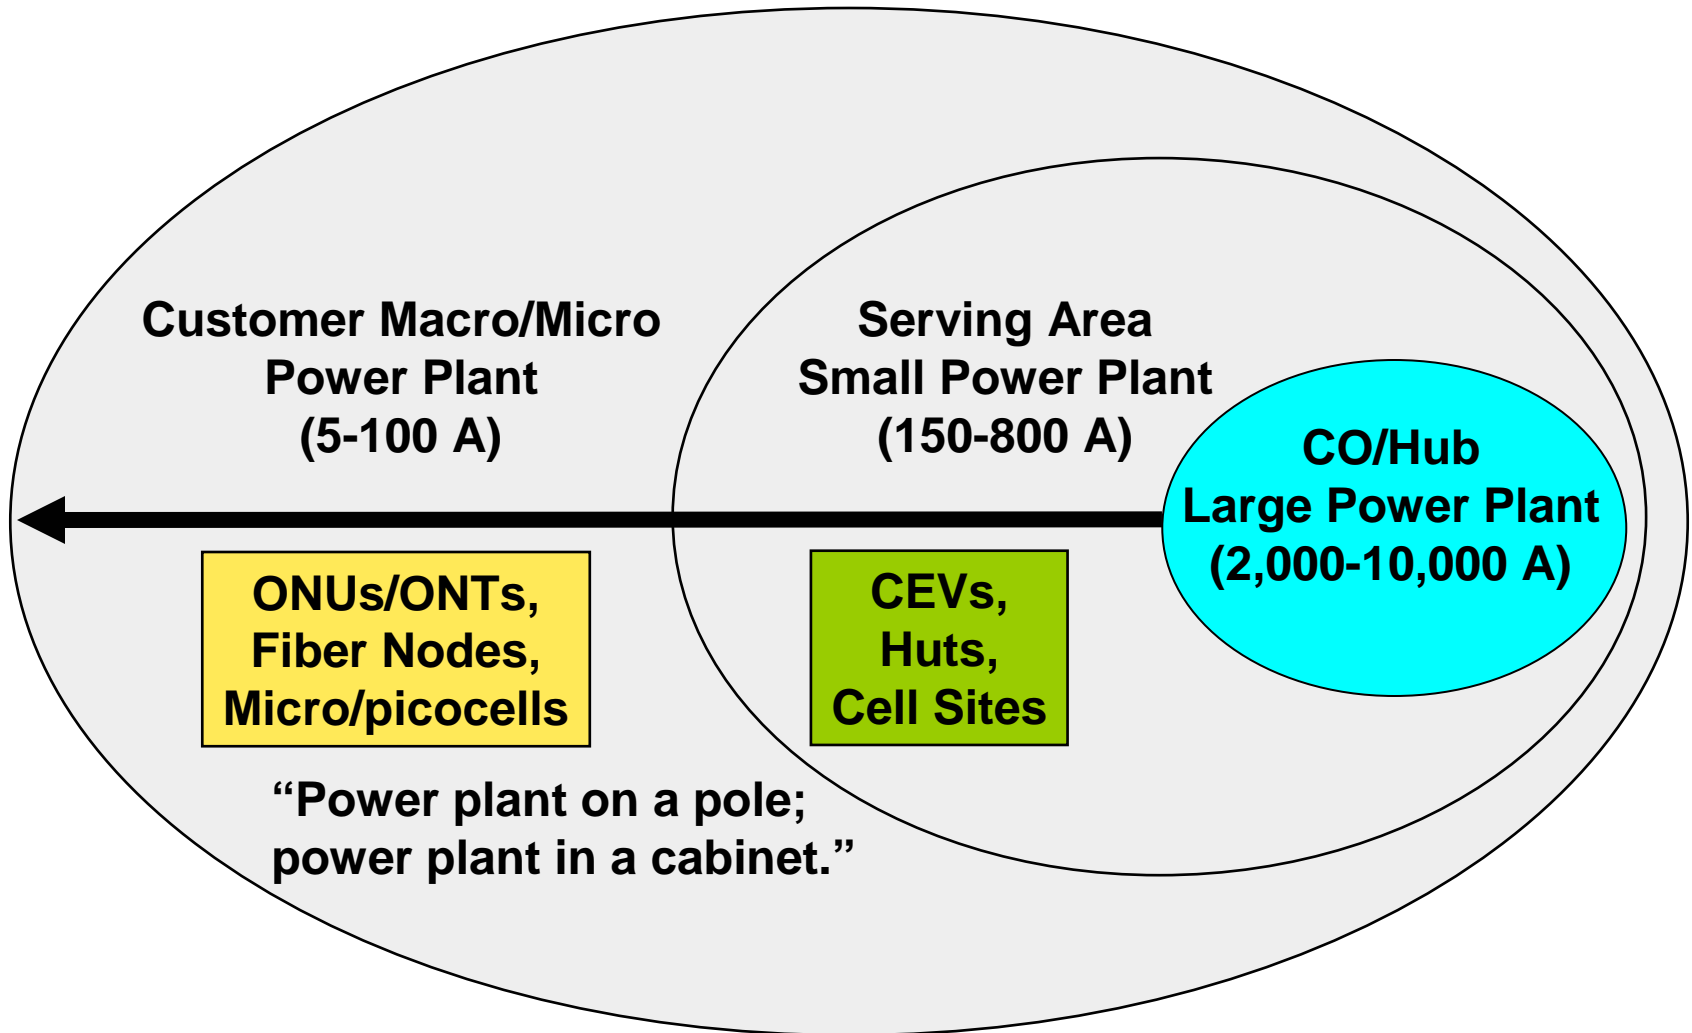 Customer Macro/Micro
Power Plant
(5-100 A)
Serving Area
Small Power Plant
(150-800 A)
CO/Hub
Large Power Plant
(2,000-10,000 A)
ONUs/ONTs,
Fiber Nodes,
Micro/picocells
CEVs,
Huts,
Cell Sites
“Power plant on a pole;
power plant in a cabinet.”